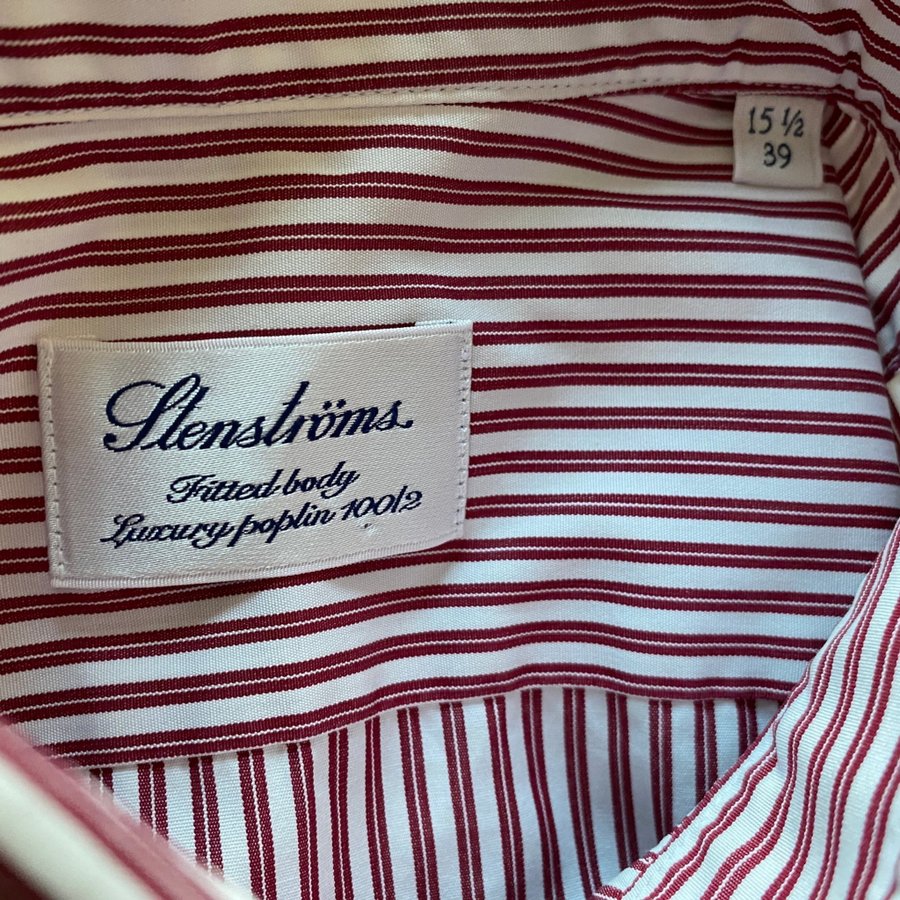 15 ½
39
Stenströms
Fitted body
Luxury poplin 100/2